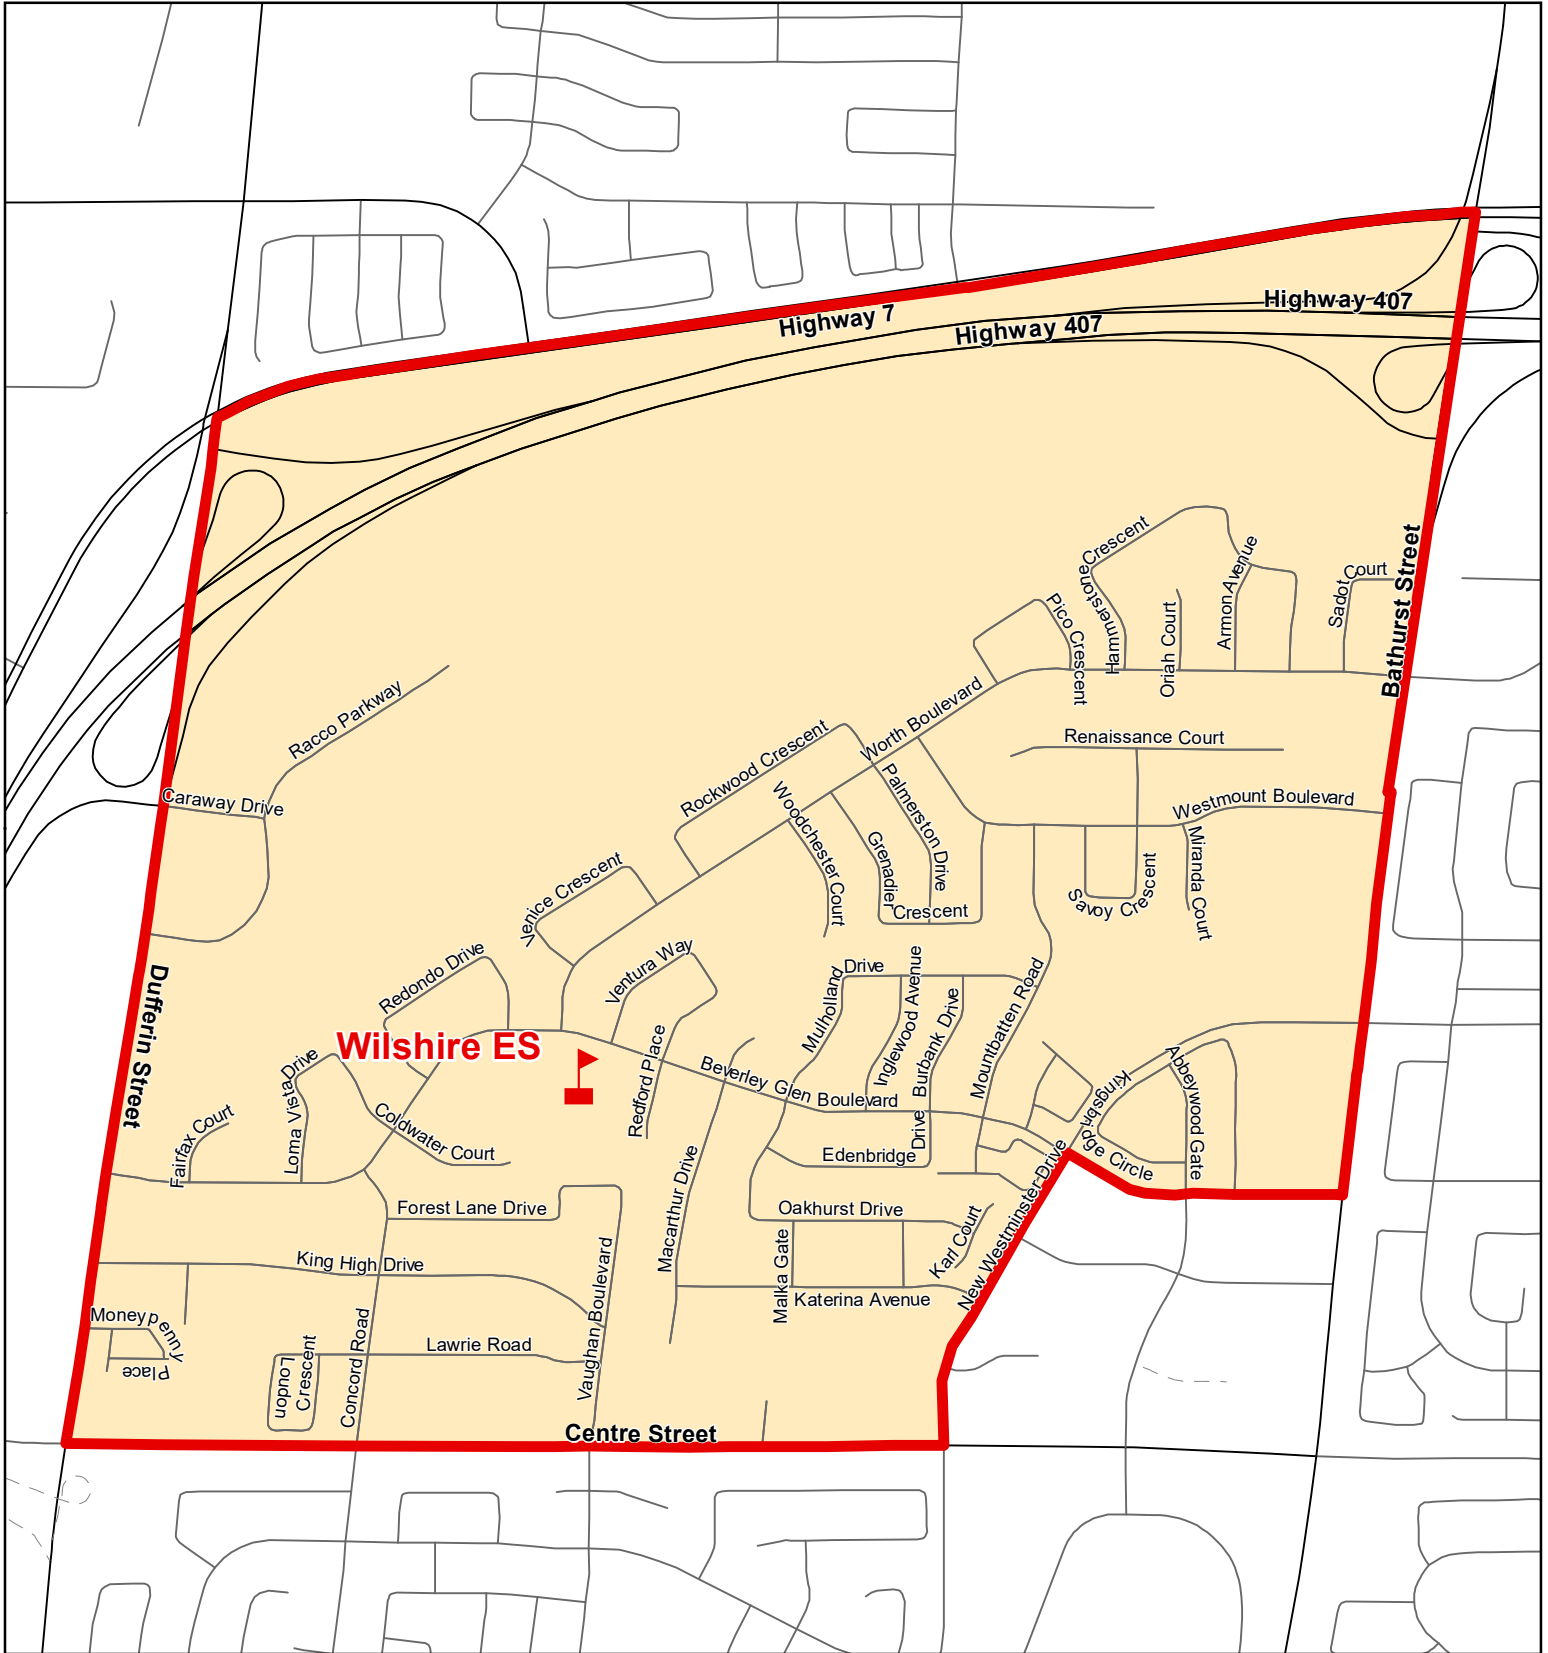 Highway 407
Highway 7
Highway 407
Hammerstone Crescent
Armon Avenue
Sadot Court
Bathurst Street
Pico Crescent
Oriah Court
Racco Parkway
Worth Boulevard
Renaissance Court
Rockwood Crescent
Caraway Drive
Woodchester Court
Palmerston Drive
Westmount Boulevard
Grenadier Crescent
Miranda Court
Savoy Crescent
Venice Crescent
Redondo Drive
Ventura Way
Mulholland Drive
Inglewood Avenue
Burbank Drive
Mountbatten Road
Dufferin Street
Wilshire ES
Redford Place
Beverley Glen Boulevard
Kingsbridge Circle
Abbeywood Gate
Loma Vista Drive
Fairfax Court
Coldwater Court
Edenbridge Drive
New Westminster Drive
Macarthur Drive
Forest Lane Drive
Oakhurst Drive
Karl Court
King High Drive
Malka Gate
Katerina Avenue
Vaughan Boulevard
Moneypenny Place
Concord Road
Lawrie Road
Loudon Crescent
Centre Street